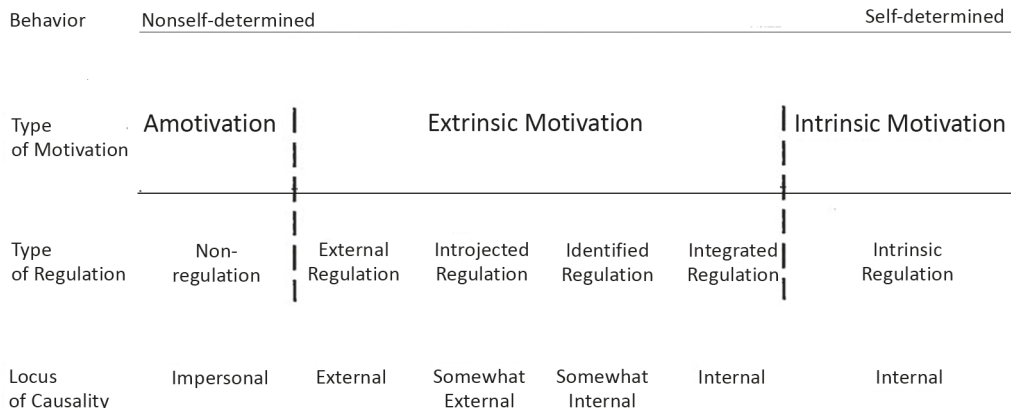 Behavior Nonself-determined Self-determined
Type of Motivation Amotivation Extrinsic Motivation Intrinsic Motivation
Type of Regulation Non-regulation External Regulation Introjected Regulation Identified Regulation Integrated Regulation Intrinsic Regulation
Locus of Causality Impersonal External Somewhat External Somewhat Internal Internal Internal